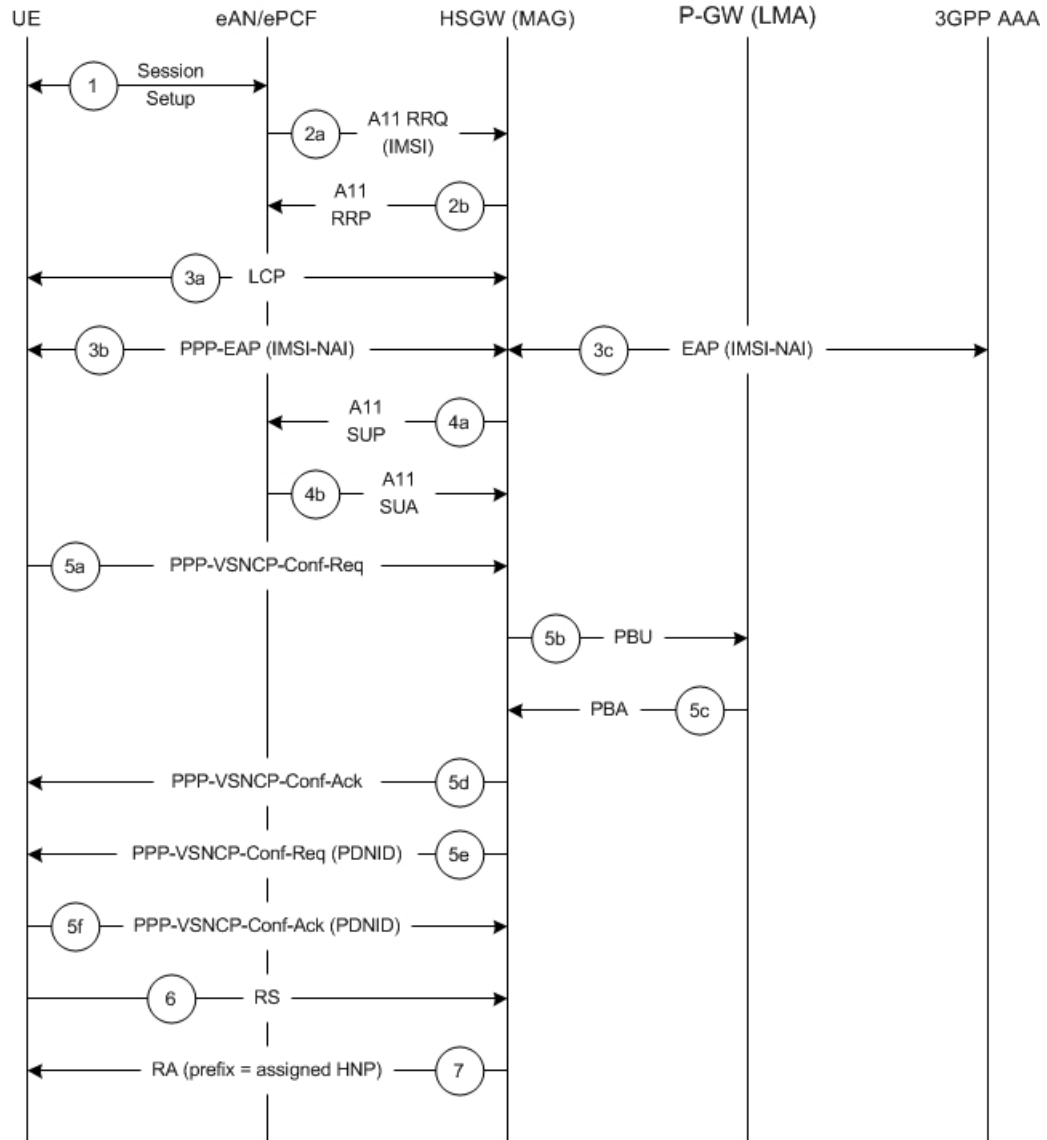 UE eAN/ePCF HSGW (MAG) P-GW (LMA) 3GPP AAA
1 Session
Setup
2a A11 RRQ
(IMSI)
A11
RRP 2b
3a LCP
3b PPP-EAP (IMSI-NAI) 3c EAP (IMSI-NAI)
A11
SUP 4a
4b A11
SUA
5a PPP-VSNCP-Conf-Req
5b PBU
PBA 5c
PPP-VSNCP-Conf-Ack 5d
PPP-VSNCP-Conf-Req (PDNID) 5e
5f PPP-VSNCP-Conf-Ack (PDNID)
6 RS
RA (prefix = assigned HNP) 7